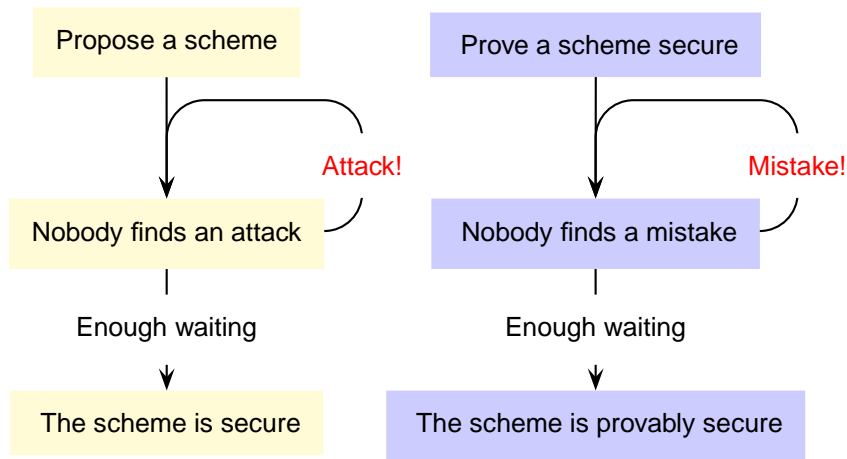 Propose a scheme
Attack!
Nobody finds an attack
Enough waiting
The scheme is secure
Prove a scheme secure
Mistake!
Nobody finds a mistake
Enough waiting
The scheme is provably secure